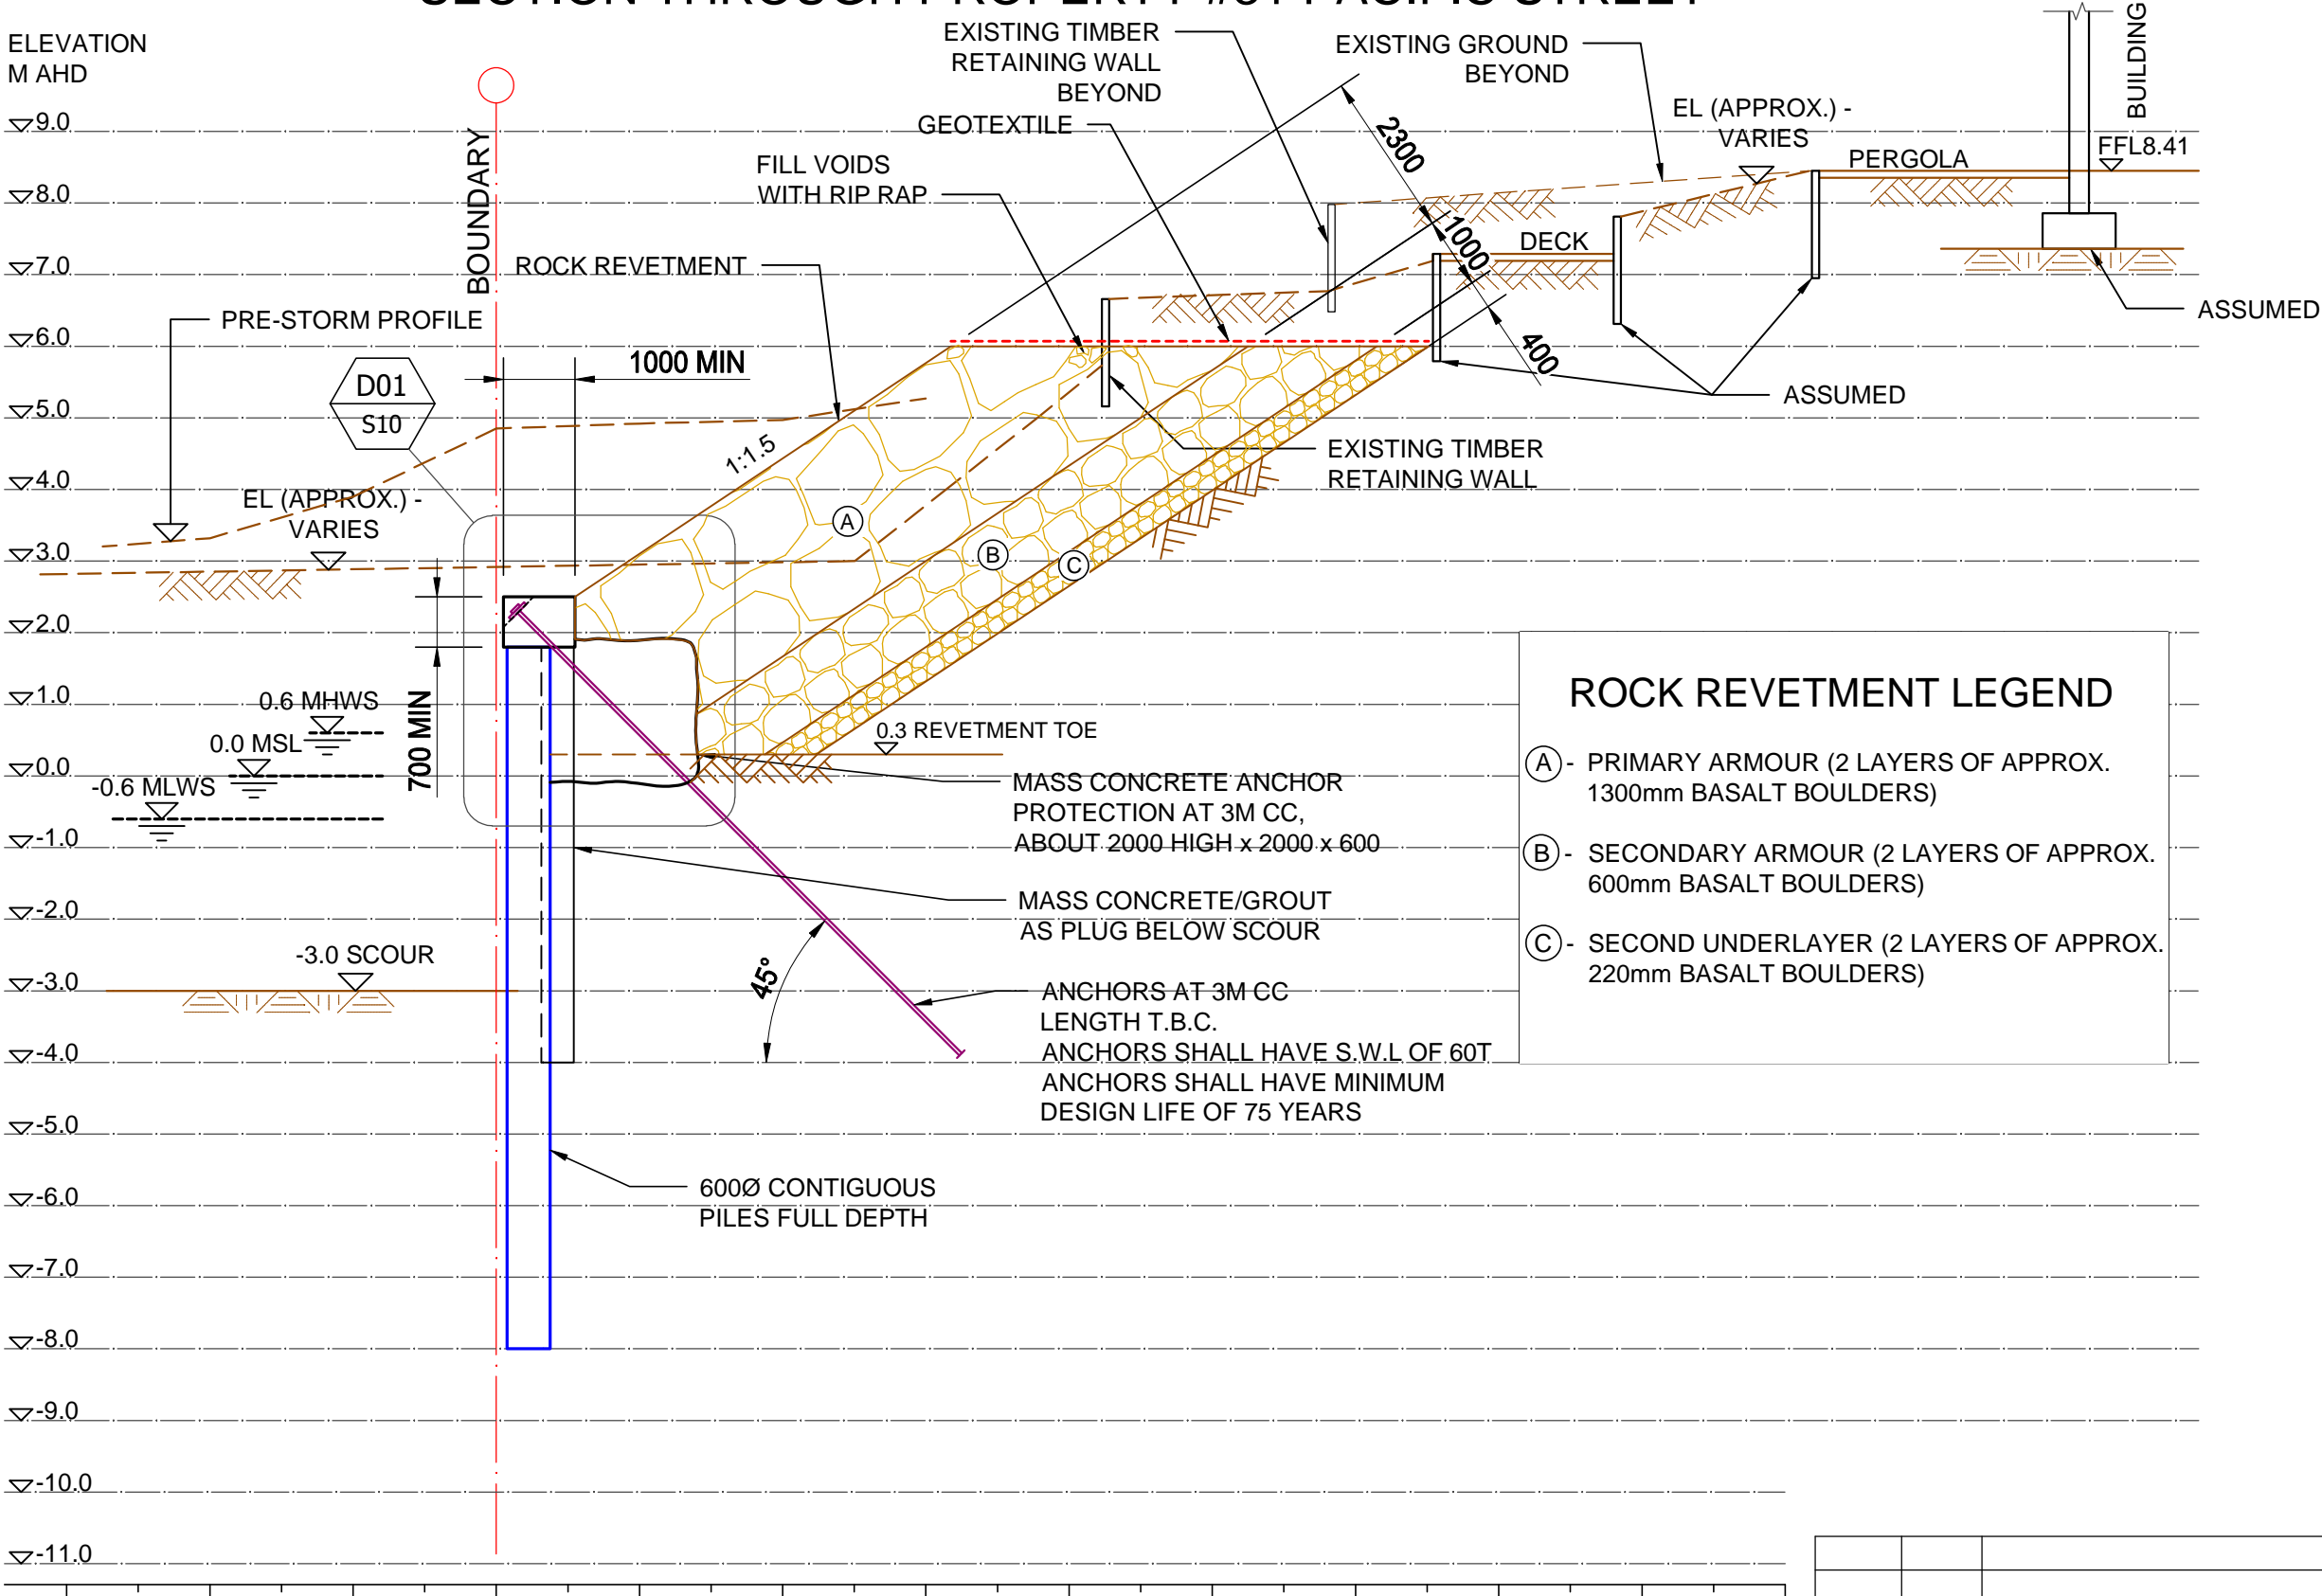 ELEVATION
M AHD
9.0
8.0
7.0
6.0
5.0
4.0
3.0
2.0
1.0
0.0
-1.0
-2.0
-3.0
-4.0
-5.0
-6.0
-7.0
-8.0
-9.0
-10.0
-11.0
BOUNDARY
EXISTING TIMBER
RETAINING WALL
BEYOND
EXISTING GROUND
BEYOND
GEOTEXTILE
FILL VOIDS
WITH RIP RAP
ROCK REVETMENT
PRE-STORM PROFILE
EL (APPROX.) -
VARIES
PERGOLA
FFL8.41
BUILDING
DECK
ASSUMED
ASSUMED
2300
1000
400
1000 MIN
D01
S10
1:1.5
EL (APPROX.) -
VARIES
EXISTING TIMBER
RETAINING WALL
A
B
C
700 MIN
0.6 MHWS
0.0 MSL
-0.6 MLWS
0.3 REVETMENT TOE
MASS CONCRETE ANCHOR
PROTECTION AT 3M CC,
ABOUT 2000 HIGH x 2000 x 600
MASS CONCRETE/GROUT
AS PLUG BELOW SCOUR
-3.0 SCOUR
45°
ANCHORS AT 3M CC
LENGTH T.B.C.
ANCHORS SHALL HAVE S.W.L OF 60T
ANCHORS SHALL HAVE MINIMUM
DESIGN LIFE OF 75 YEARS
600Ø CONTIGUOUS
PILES FULL DEPTH
ROCK REVETMENT LEGEND
A - PRIMARY ARMOUR (2 LAYERS OF APPROX.
1300mm BASALT BOULDERS)
B - SECONDARY ARMOUR (2 LAYERS OF APPROX.
600mm BASALT BOULDERS)
C - SECOND UNDERLAYER (2 LAYERS OF APPROX.
220mm BASALT BOULDERS)